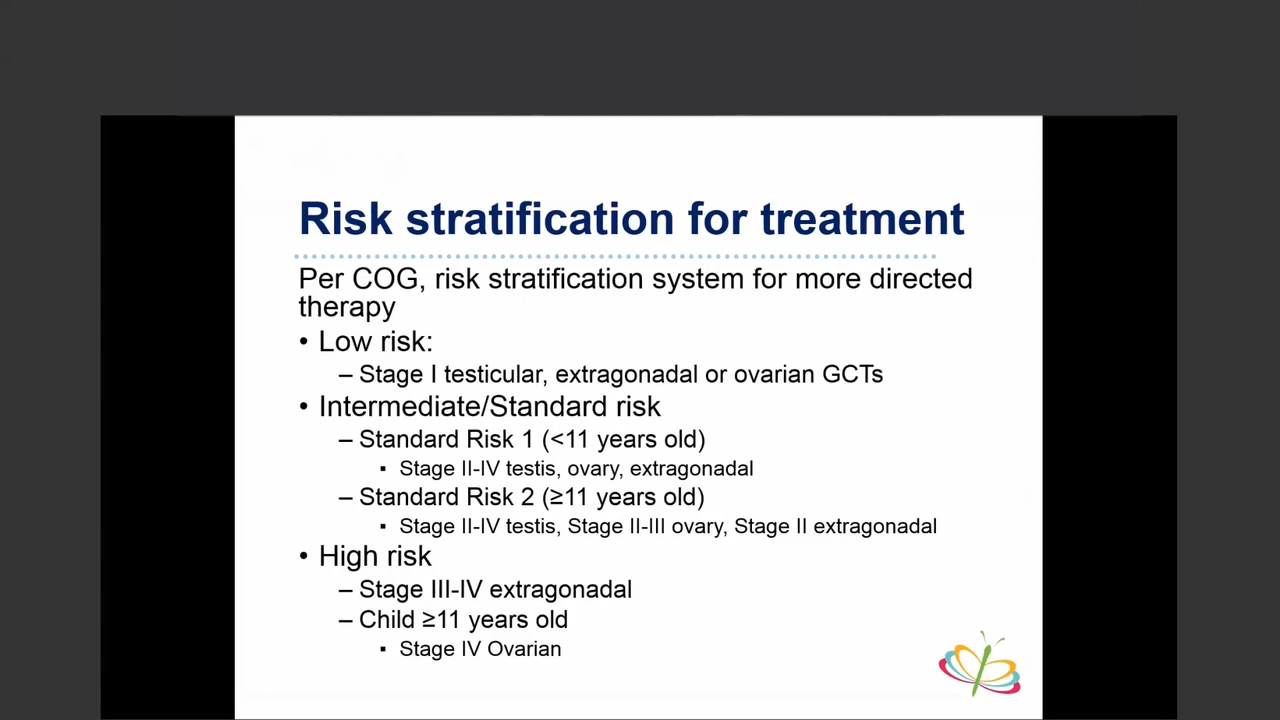 Risk stratification for treatment
Per COG, risk stratification system for more directed
therapy
• Low risk:
– Stage I testicular, extragonadal or ovarian GCTs
• Intermediate/Standard risk
– Standard Risk 1 (<11 years old)
▪ Stage II-IV testis, ovary, extragonadal
– Standard Risk 2 (≥11 years old)
▪ Stage II-IV testis, Stage II-III ovary, Stage II extragonadal
• High risk
– Stage III-IV extragonadal
– Child ≥11 years old
▪ Stage IV Ovarian